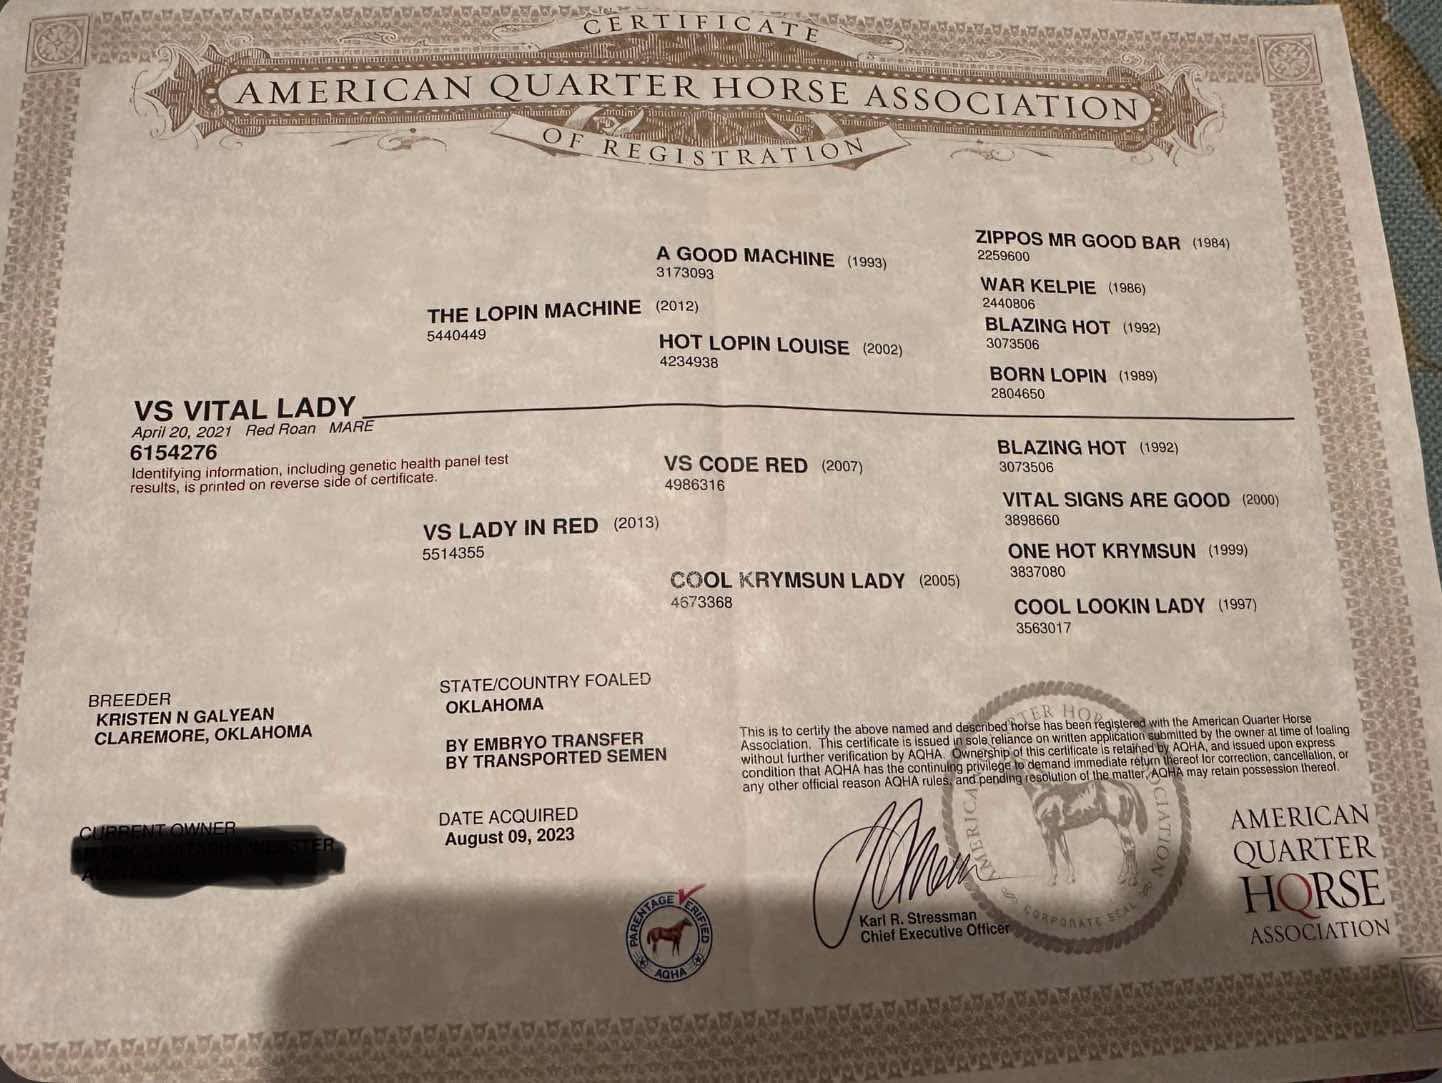 CERTIFICATE
AMERICAN QUARTER HORSE ASSOCIATION
OF REGISTRATION
ZIPPOS MR GOOD BAR (1984)
2259600
A GOOD MACHINE (1993)
3173093
WAR KELPIE (1986)
2440806
THE LOPIN MACHINE (2012)
5440449
BLAZING HOT (1992)
3073506
HOT LOPIN LOUISE (2002)
4234938
BORN LOPIN (1989)
2804650
VS VITAL LADY
April 20, 2021 Red Roan MARE
6154276
Identifying information, including genetic health panel test
results, is printed on reverse side of certificate.
BLAZING HOT (1992)
3073506
VS CODE RED (2007)
4986316
VITAL SIGNS ARE GOOD (2000)
3898660
VS LADY IN RED (2013)
5514355
ONE HOT KRYMSUN (1999)
3837080
COOL KRYMSUN LADY (2005)
4673368
COOL LOOKIN LADY (1997)
3563017
BREEDER
KRISTEN N GALYEAN
CLAREMORE, OKLAHOMA
STATE/COUNTRY FOALED
OKLAHOMA
BY EMBRYO TRANSFER
BY TRANSPORTED SEMEN
DATE ACQUIRED
August 09, 2023
CURRENT OWNER
This is to certify the above named and described horse has been registered with the American Quarter Horse
Association. This certificate is issued in sole reliance on written application submitted by the owner at time of foaling
without further verification by AQHA. Ownership of this certificate is retained by AQHA, and issued upon express
condition that AQHA has the continuing privilege to demand immediate return thereof for correction, cancellation, or
any other official reason AQHA rules, and pending resolution of the matter, AQHA may retain possession thereof.
Karl R. Stressman
Chief Executive Officer
PARENTAGE VERIFIED
AQHA
AMERICAN QUARTER HORSE ASSOCIATION
CORPORATE SEAL
AMERICAN
QUARTER
HORSE
ASSOCIATION